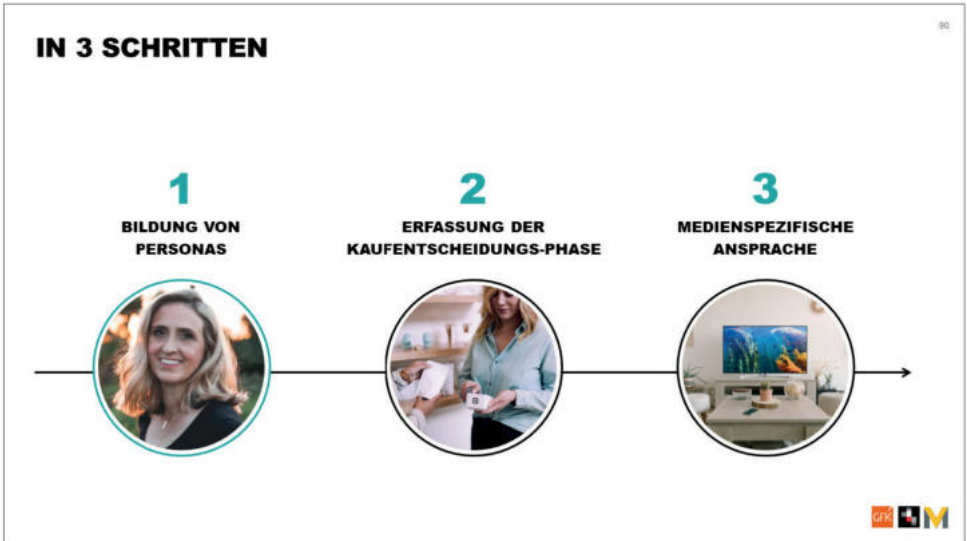 90
IN 3 SCHRITTEN
1
BILDUNG VON
PERSONAS
2
ERFASSUNG DER
KAUFENTSCHEIDUNGS-PHASE
3
MEDIENSPEZIFISCHE
ANSPRACHE
GFK
M